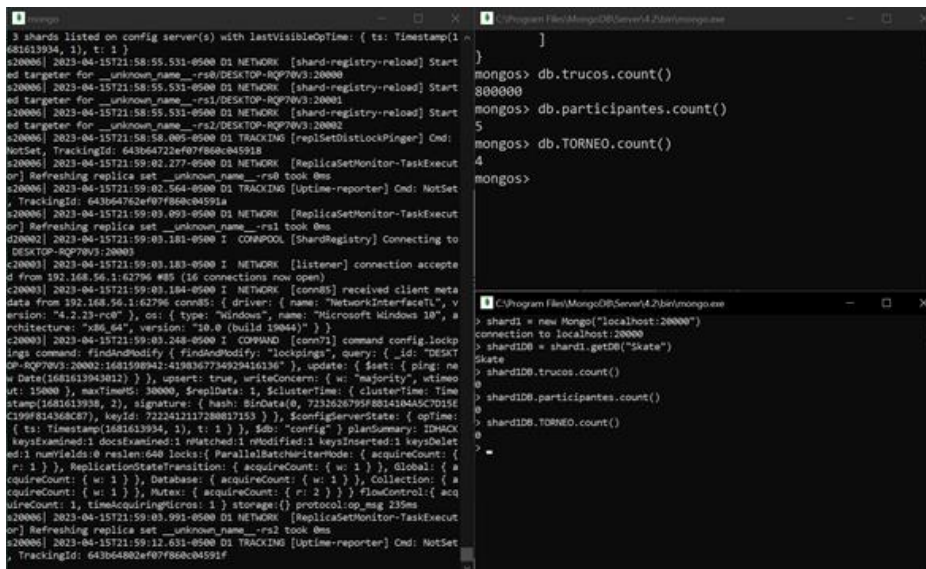 mongo
3 shards listed on config server(s) with lastVisibleOpTime: { ts: Timestamp(1
681613934, 1), t: 1 }
s20006| 2023-04-15T21:58:55.531-0500 D1 NETWORK  [shard-registry-reload] Start
ed targeter for __unknown_name__-rs0/DESKTOP-RQP70V3:20000
s20006| 2023-04-15T21:58:55.531-0500 D1 NETWORK  [shard-registry-reload] Start
ed targeter for __unknown_name__-rs1/DESKTOP-RQP70V3:20001
s20006| 2023-04-15T21:58:55.531-0500 D1 NETWORK  [shard-registry-reload] Start
ed targeter for __unknown_name__-rs2/DESKTOP-RQP70V3:20002
s20006| 2023-04-15T21:58:58.005-0500 D1 TRACKING [replSetDistLockPinger] Cmd:
NotSet, TrackingId: 643b64722ef07f860c045918
s20006| 2023-04-15T21:59:02.277-0500 D1 NETWORK  [ReplicaSetMonitor-TaskExecut
or] Refreshing replica set __unknown_name__-rs0 took 0ms
s20006| 2023-04-15T21:59:02.564-0500 D1 TRACKING [Uptime-reporter] Cmd: NotSet
, TrackingId: 643b64762ef07f860c04591a
s20006| 2023-04-15T21:59:03.093-0500 D1 NETWORK  [ReplicaSetMonitor-TaskExecut
or] Refreshing replica set __unknown_name__-rs1 took 0ms
d20002| 2023-04-15T21:59:03.181-0500 I  CONNPOOL [ShardRegistry] Connecting to
DESKTOP-RQP70V3:20003
c20003| 2023-04-15T21:59:03.183-0500 I  NETWORK  [listener] connection accepte
d from 192.168.56.1:62796 #85 (16 connections now open)
c20003| 2023-04-15T21:59:03.184-0500 I  NETWORK  [conn85] received client meta
data from 192.168.56.1:62796 conn85: { driver: { name: "NetworkInterfaceTL", v
ersion: "4.2.23-rc0" }, os: { type: "Windows", name: "Microsoft Windows 10", a
rchitecture: "x86_64", version: "10.0 (build 19044)" } }
c20003| 2023-04-15T21:59:03.248-0500 I  COMMAND  [conn71] command config.lockp
ings command: findAndModify { findAndModify: "lockpings", query: { _id: "DESKT
OP-RQP70V3:20002:1681598942:4198367734929416136" }, update: { $set: { ping: ne
w Date(1681613943012) } }, upsert: true, writeConcern: { w: "majority", wtimeo
ut: 15000 }, maxTimeMS: 30000, $replData: 1, $clusterTime: { clusterTime: Time
stamp(1681613938, 2), signature: { hash: BinData(0,
), keyId: 7222412117280817153 } }, $configServerState: { opTime:
{ ts: Timestamp(1681613934, 1), t: 1 } }, $db: "config" } planSummary: IDHACK
keysExamined:1 docsExamined:1 nMatched:1 nModified:1 keysInserted:1 keysDelet
ed:1 numYields:0 reslen:640 locks:{ ParallelBatchWriterMode: { acquireCount: {
r: 1 } }, ReplicationStateTransition: { acquireCount: { w: 1 } }, Global: { a
cquireCount: { w: 1 } }, Database: { acquireCount: { w: 1 } }, Collection: { a
cquireCount: { w: 1 } }, Mutex: { acquireCount: { r: 2 } } } flowControl:{ acq
uireCount: 1, timeAcquiringMicros: 1 } storage:{} protocol:op_msg 235ms
s20006| 2023-04-15T21:59:03.991-0500 D1 NETWORK  [ReplicaSetMonitor-TaskExecut
or] Refreshing replica set __unknown_name__-rs2 took 0ms
s20006| 2023-04-15T21:59:12.631-0500 D1 TRACKING [Uptime-reporter] Cmd: NotSet
, TrackingId: 643b64802ef07f860c04591f
C:\Program Files\MongoDB\Server\4.2\bin\mongo.exe
]
}
mongos> db.trucos.count()
800000
mongos> db.participantes.count()
5
mongos> db.TORNEO.count()
4
mongos>
C:\Program Files\MongoDB\Server\4.2\bin\mongo.exe
> shard1 = new Mongo("localhost:20000")
connection to localhost:20000
> shard1DB = shard1.getDB("Skate")
Skate
> shard1DB.trucos.count()
0
> shard1DB.participantes.count()
0
> shard1DB.TORNEO.count()
0
>